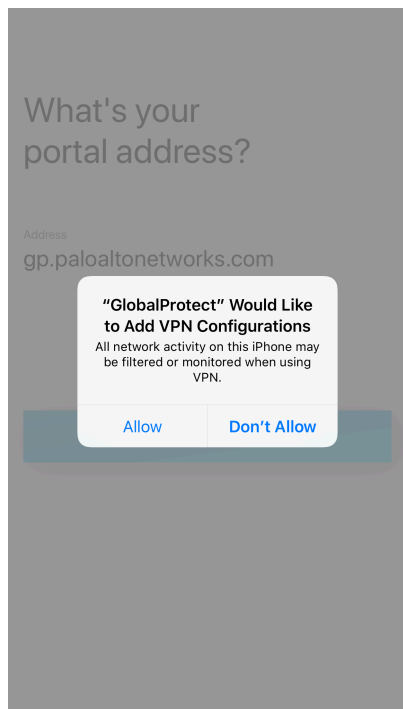 What's your
portal address?
Address
gp.paloaltonetworks.com
“GlobalProtect” Would Like
to Add VPN Configurations
All network activity on this iPhone may
be filtered or monitored when using
VPN.
Allow
Don’t Allow